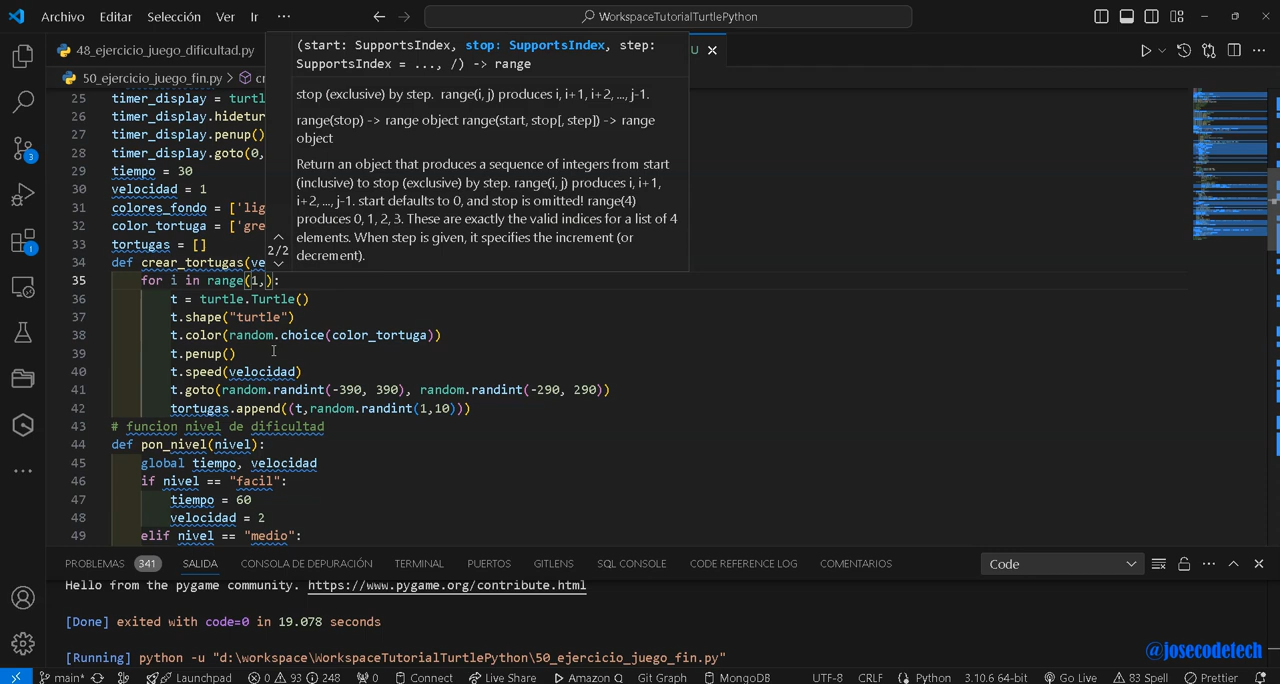 Archivo Editar Selección Ver Ir ··· WorkspaceTutorialTurtlePython
48_ejercicio_juego_dificultad.py U
50_ejercicio_juego_fin.py > cr
(start: SupportsIndex, stop: SupportsIndex, step:
SupportsIndex = ..., /) -> range
stop (exclusive) by step. range(i, j) produces i, i+1, i+2, ..., j-1.
range(stop) -> range object range(start, stop[, step]) -> range
object
Return an object that produces a sequence of integers from start
(inclusive) to stop (exclusive) by step. range(i, j) produces i, i+1,
i+2, ..., j-1. start defaults to 0, and stop is omitted! range(4)
produces 0, 1, 2, 3. These are exactly the valid indices for a list of 4
elements. When step is given, it specifies the increment (or
decrement).
2/2
25 timer_display = turtl
26 timer_display.hidetur
27 timer_display.penup()
28 timer_display.goto(0,
29 tiempo = 30
30 velocidad = 1
31 colores_fondo = ['lig
32 color_tortuga = ['gre
33 tortugas = []
34 def crear_tortugas(ve
35 for i in range(1,):
36 t = turtle.Turtle()
37 t.shape("turtle")
38 t.color(random.choice(color_tortuga))
39 t.penup()
40 t.speed(velocidad)
41 t.goto(random.randint(-390, 390), random.randint(-290, 290))
42 tortugas.append((t,random.randint(1,10)))
43 # funcion nivel de dificultad
44 def pon_nivel(nivel):
45 global tiempo, velocidad
46 if nivel == "facil":
47 tiempo = 60
48 velocidad = 2
49 elif nivel == "medio":
3
1
PROBLEMAS 341 SALIDA CONSOLA DE DEPURACIÓN TERMINAL PUERTOS GITLENS SQL CONSOLE CODE REFERENCE LOG COMENTARIOS Code
Hello from the pygame community. https://www.pygame.org/contribute.html
[Done] exited with code=0 in 19.078 seconds
[Running] python -u "d:\workspace\WorkspaceTutorialTurtlePython\50_ejercicio_juego_fin.py"
@josecodetech
main* Launchpad 0 93 248 0 Connect Live Share Amazon Q Git Graph MongoDB UTF-8 CRLF Python 3.10.6 64-bit Go Live 83 Spell Prettier